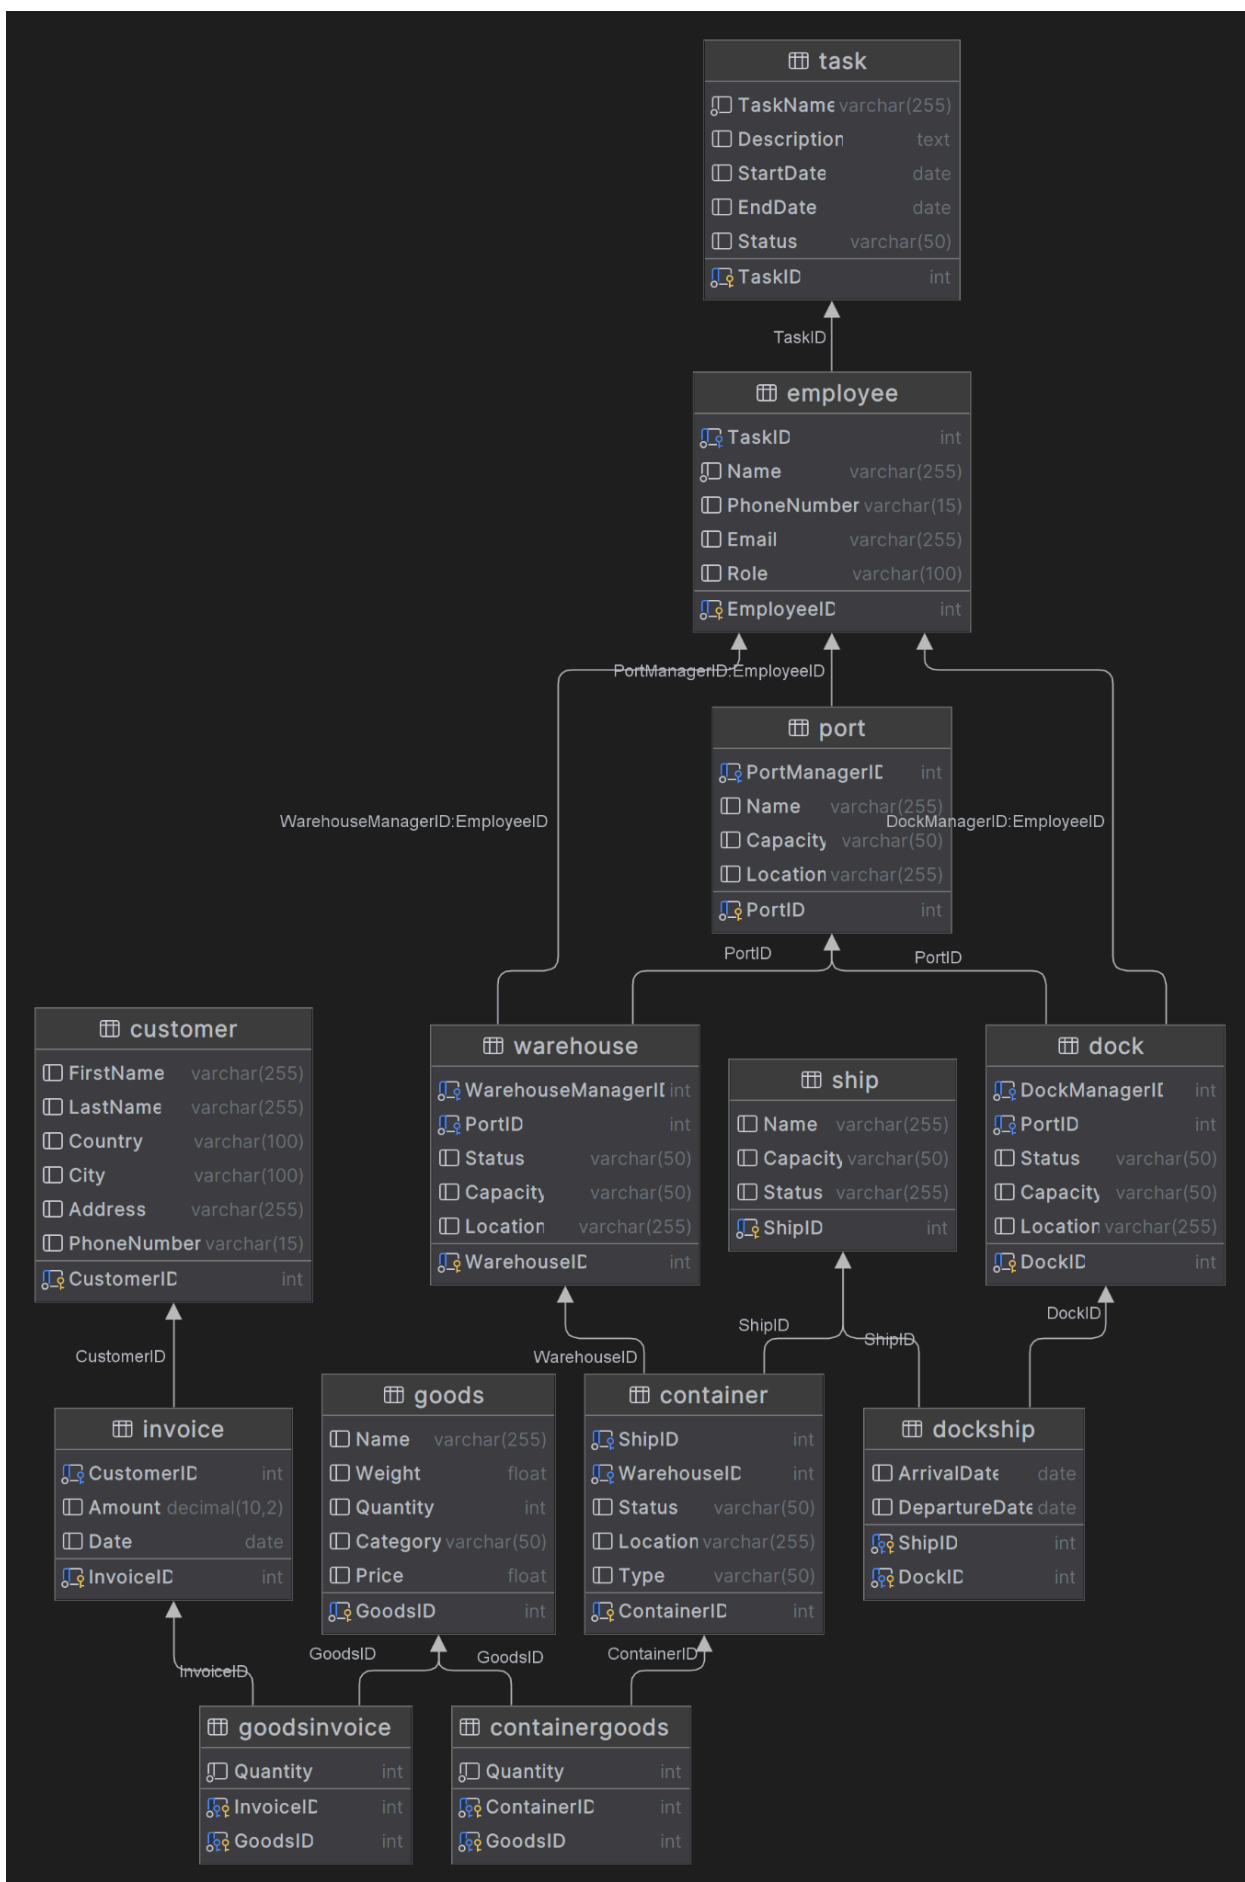 task
TaskName varchar(255)
Description text
StartDate date
EndDate date
Status varchar(50)
TaskID int
TaskID
employee
TaskID int
Name varchar(255)
PhoneNumber varchar(15)
Email varchar(255)
Role varchar(100)
EmployeeID int
PortManagerID:EmployeeID
port
PortManagerID int
Name varchar(255)
Capacity varchar(50)
Location varchar(255)
PortID int
WarehouseManagerID:EmployeeID
DockManagerID:EmployeeID
PortID
PortID
customer
FirstName varchar(255)
LastName varchar(255)
Country varchar(100)
City varchar(100)
Address varchar(255)
PhoneNumber varchar(15)
CustomerID int
warehouse
WarehouseManagerID int
PortID int
Status varchar(50)
Capacity varchar(50)
Location varchar(255)
WarehouseID int
ship
Name varchar(255)
Capacity varchar(50)
Status varchar(255)
ShipID int
dock
DockManagerID int
PortID int
Status varchar(50)
Capacity varchar(50)
Location varchar(255)
DockID int
CustomerID
WarehouseID
ShipID
ShipID
DockID
invoice
CustomerID int
Amount decimal(10,2)
Date date
InvoiceID int
goods
Name varchar(255)
Weight float
Quantity int
Category varchar(50)
Price float
GoodsID int
container
ShipID int
WarehouseID int
Status varchar(50)
Location varchar(255)
Type varchar(50)
ContainerID int
dockship
ArrivalDate date
DepartureDate date
ShipID int
DockID int
InvoiceID
GoodsID
GoodsID
ContainerID
goodsinvoice
Quantity int
InvoiceID int
GoodsID int
containergoods
Quantity int
ContainerID int
GoodsID int